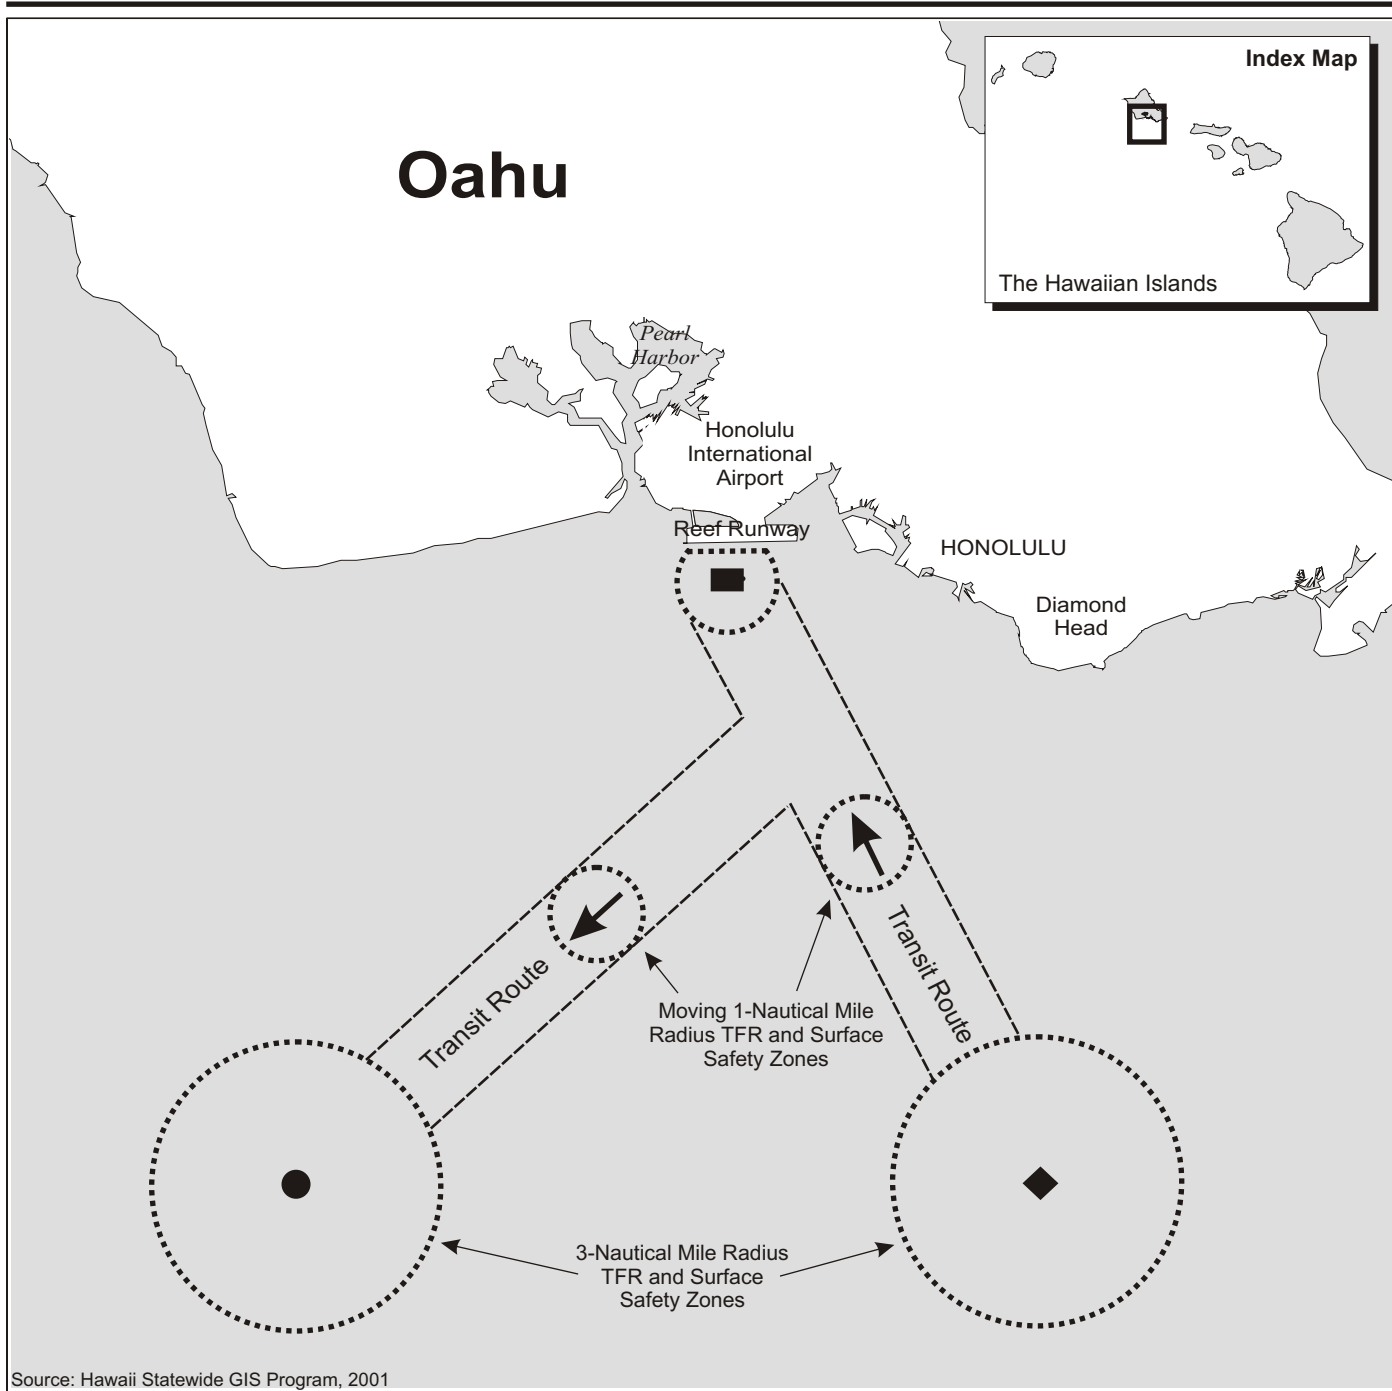 Index Map
The Hawaiian Islands
Oahu
Pearl
Harbor
Honolulu
International
Airport
Reef Runway
HONOLULU
Diamond
Head
Transit Route
Transit Route
Moving 1-Nautical Mile
Radius TFR and Surface
Safety Zones
3-Nautical Mile Radius
TFR and Surface
Safety Zones
Source: Hawaii Statewide GIS Program, 2001